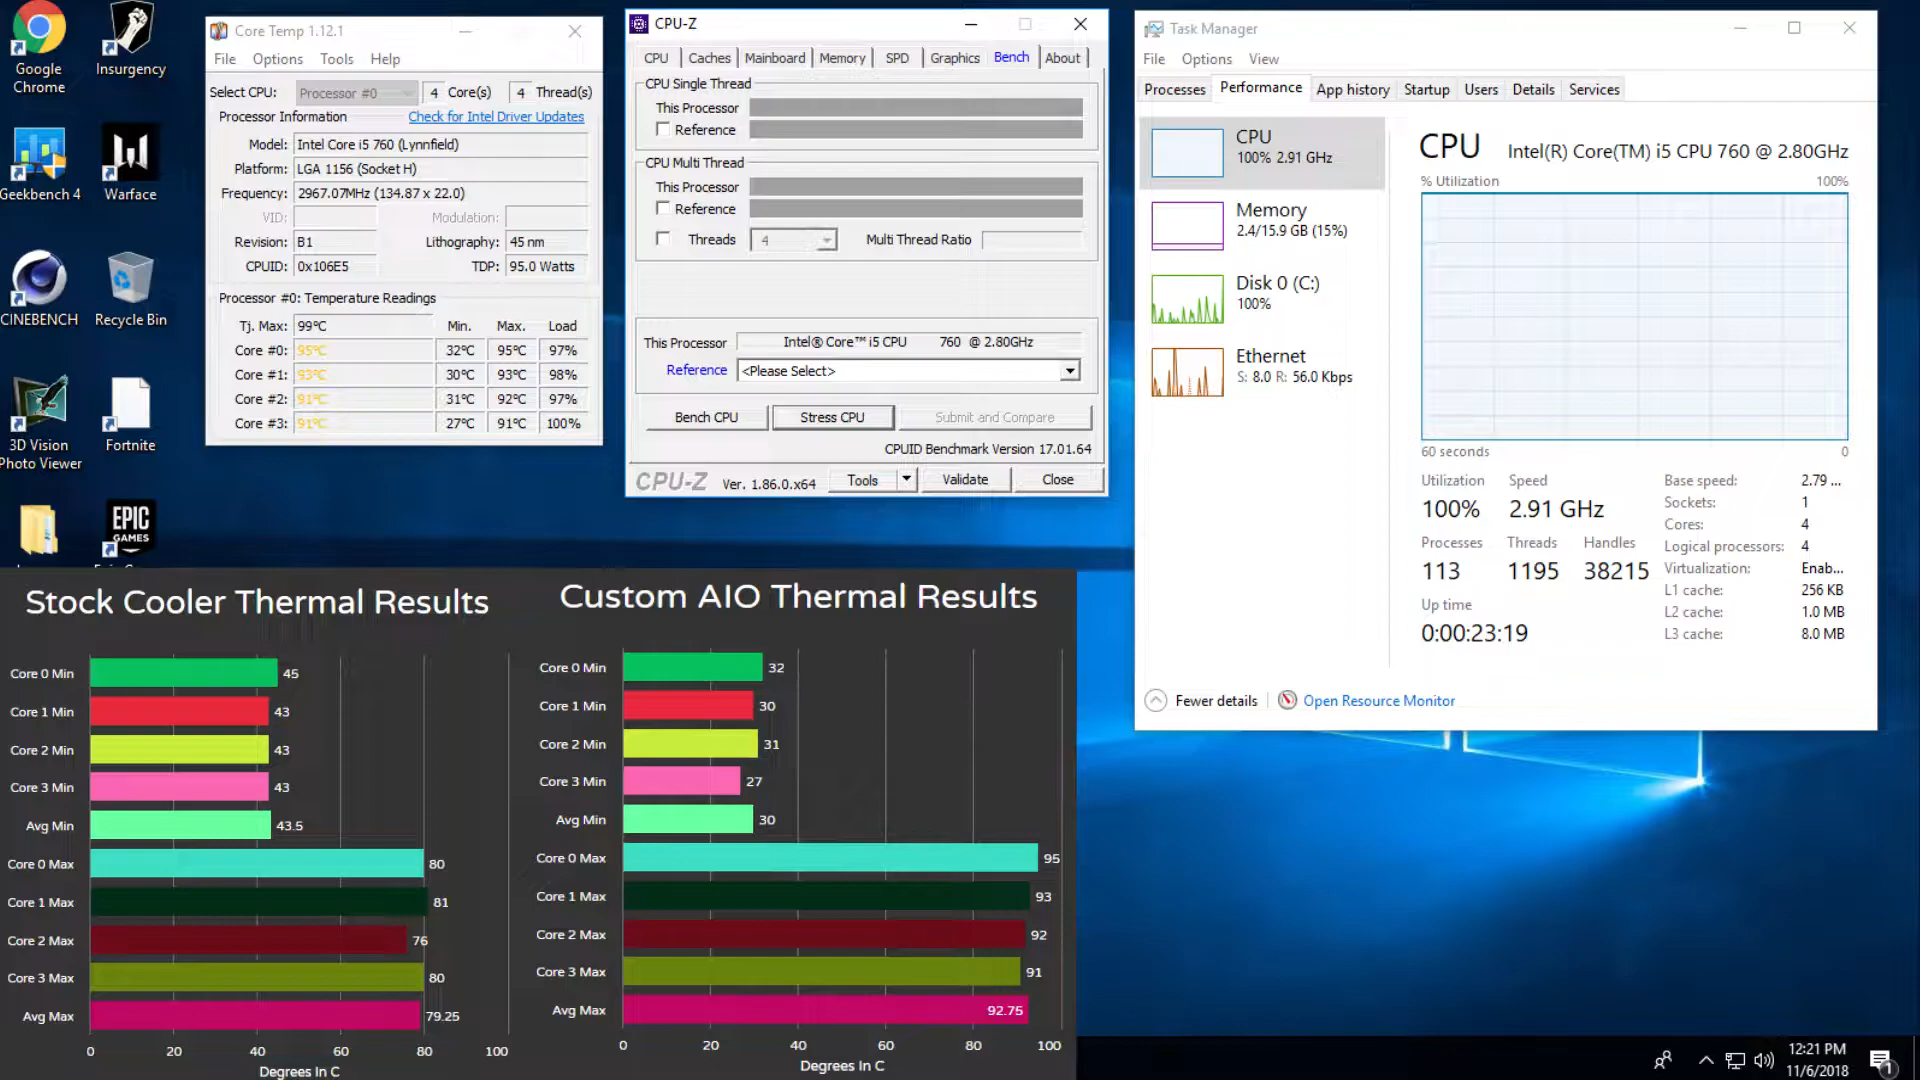 Google
Chrome
Insurgency
Geekbench 4
Warface
CINEBENCH
Recycle Bin
3D Vision
Photo Viewer
Fortnite
EPIC
GAMES
Core Temp 1.12.1
File Options Tools Help
Select CPU: Processor #0 4 Core(s) 4 Thread(s)
Processor Information Check for Intel Driver Updates
Model: Intel Core i5 760 (Lynnfield)
Platform: LGA 1156 (Socket H)
Frequency: 2967.07MHz (134.87 x 22.0)
VID: Modulation:
Revision: B1 Lithography: 45 nm
CPUID: 0x106E5 TDP: 95.0 Watts
Processor #0: Temperature Readings
Tj. Max: 99°C Min. Max. Load
Core #0: 95°C 32°C 95°C 97%
Core #1: 93°C 30°C 93°C 98%
Core #2: 91°C 31°C 92°C 97%
Core #3: 91°C 27°C 91°C 100%
CPU-Z
CPU Caches Mainboard Memory SPD Graphics Bench About
CPU Single Thread
This Processor
Reference
CPU Multi Thread
This Processor
Reference
Threads 4 Multi Thread Ratio
This Processor Intel® Core™ i5 CPU 760 @ 2.80GHz
Reference <Please Select>
Bench CPU Stress CPU Submit and Compare
CPUID Benchmark Version 17.01.64
CPU-Z Ver. 1.86.0.x64 Tools Validate Close
Task Manager
File Options View
Processes Performance App history Startup Users Details Services
CPU
100% 2.91 GHz
Memory
2.4/15.9 GB (15%)
Disk 0 (C:)
100%
Ethernet
S: 8.0 R: 56.0 Kbps
CPU Intel(R) Core(TM) i5 CPU 760 @ 2.80GHz
% Utilization 100%
60 seconds 0
Utilization Speed
100% 2.91 GHz
Processes Threads Handles
113 1195 38215
Up time
0:00:23:19
Base speed: 2.79 ...
Sockets: 1
Cores: 4
Logical processors: 4
Virtualization: Enab...
L1 cache: 256 KB
L2 cache: 1.0 MB
L3 cache: 8.0 MB
Fewer details Open Resource Monitor
Stock Cooler Thermal Results
Core 0 Min 45
Core 1 Min 43
Core 2 Min 43
Core 3 Min 43
Avg Min 43.5
Core 0 Max 80
Core 1 Max 81
Core 2 Max 76
Core 3 Max 80
Avg Max 79.25
0 20 40 60 80 100
Degrees In C
Custom AIO Thermal Results
Core 0 Min 32
Core 1 Min 30
Core 2 Min 31
Core 3 Min 27
Avg Min 30
Core 0 Max 95
Core 1 Max 93
Core 2 Max 92
Core 3 Max 91
Avg Max 92.75
0 20 40 60 80 100
Degrees In C
12:21 PM
11/6/2018
1